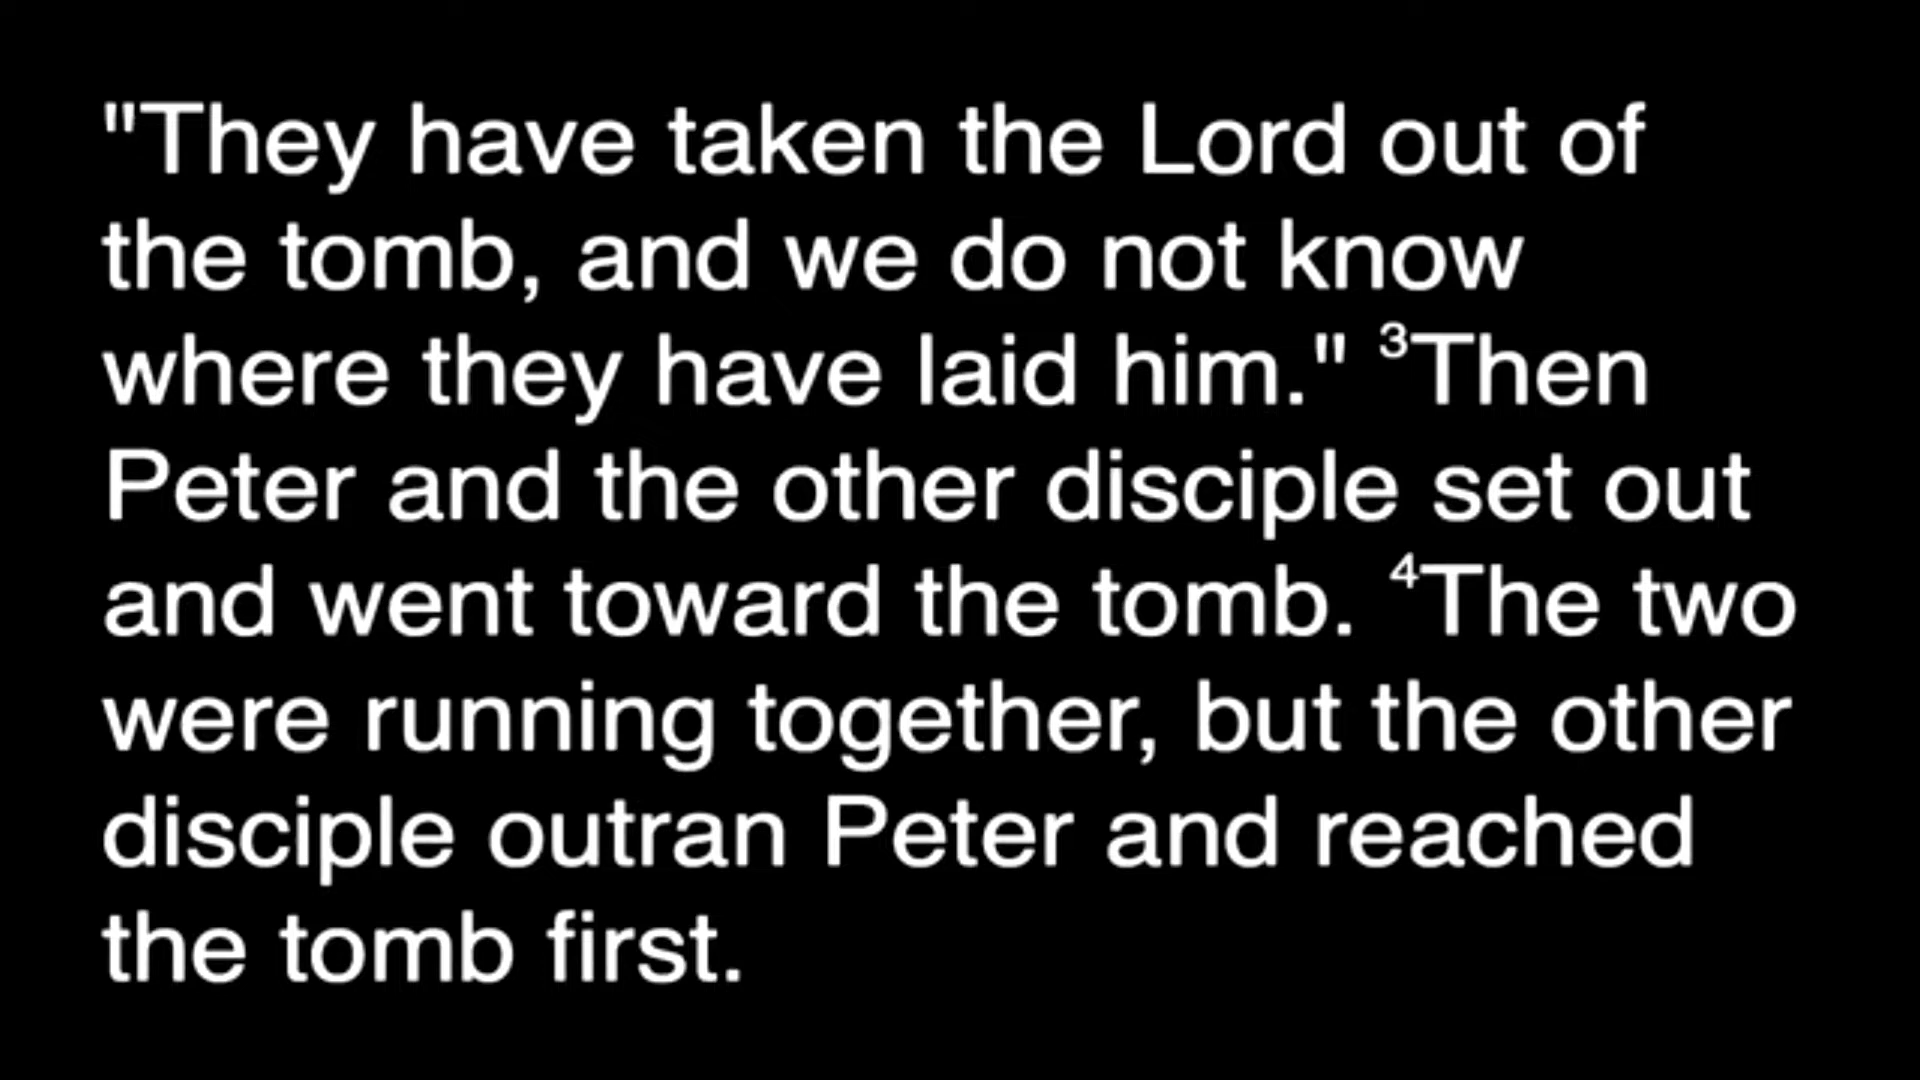 "They have taken the Lord out of
the tomb, and we do not know
where they have laid him." ³Then
Peter and the other disciple set out
and went toward the tomb. ⁴The two
were running together, but the other
disciple outran Peter and reached
the tomb first.